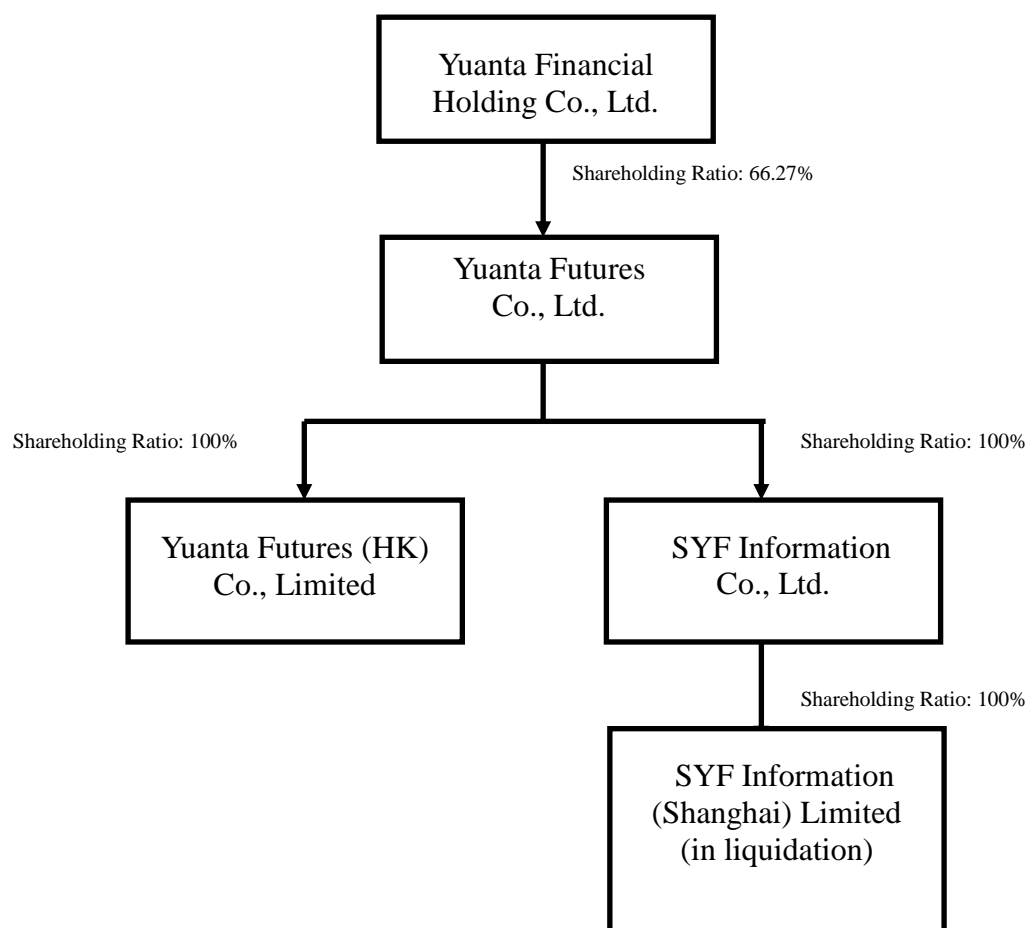 Yuanta Financial
Holding Co., Ltd.
Shareholding Ratio: 66.27%
Yuanta Futures
Co., Ltd.
Shareholding Ratio: 100%
Shareholding Ratio: 100%
Yuanta Futures (HK)
Co., Limited
SYF Information
Co., Ltd.
Shareholding Ratio: 100%
SYF Information
(Shanghai) Limited
(in liquidation)